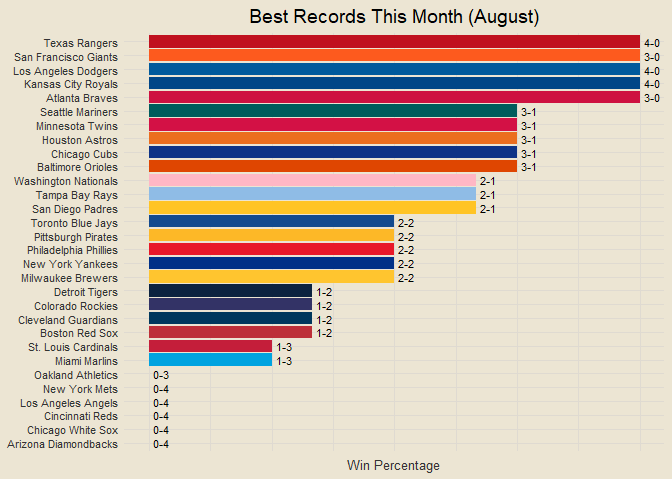 Best Records This Month (August)
Texas Rangers 4-0
San Francisco Giants 3-0
Los Angeles Dodgers 4-0
Kansas City Royals 4-0
Atlanta Braves 3-0
Seattle Mariners 3-1
Minnesota Twins 3-1
Houston Astros 3-1
Chicago Cubs 3-1
Baltimore Orioles 3-1
Washington Nationals 2-1
Tampa Bay Rays 2-1
San Diego Padres 2-1
Toronto Blue Jays 2-2
Pittsburgh Pirates 2-2
Philadelphia Phillies 2-2
New York Yankees 2-2
Milwaukee Brewers 2-2
Detroit Tigers 1-2
Colorado Rockies 1-2
Cleveland Guardians 1-2
Boston Red Sox 1-2
St. Louis Cardinals 1-3
Miami Marlins 1-3
Oakland Athletics 0-3
New York Mets 0-4
Los Angeles Angels 0-4
Cincinnati Reds 0-4
Chicago White Sox 0-4
Arizona Diamondbacks 0-4
Win Percentage